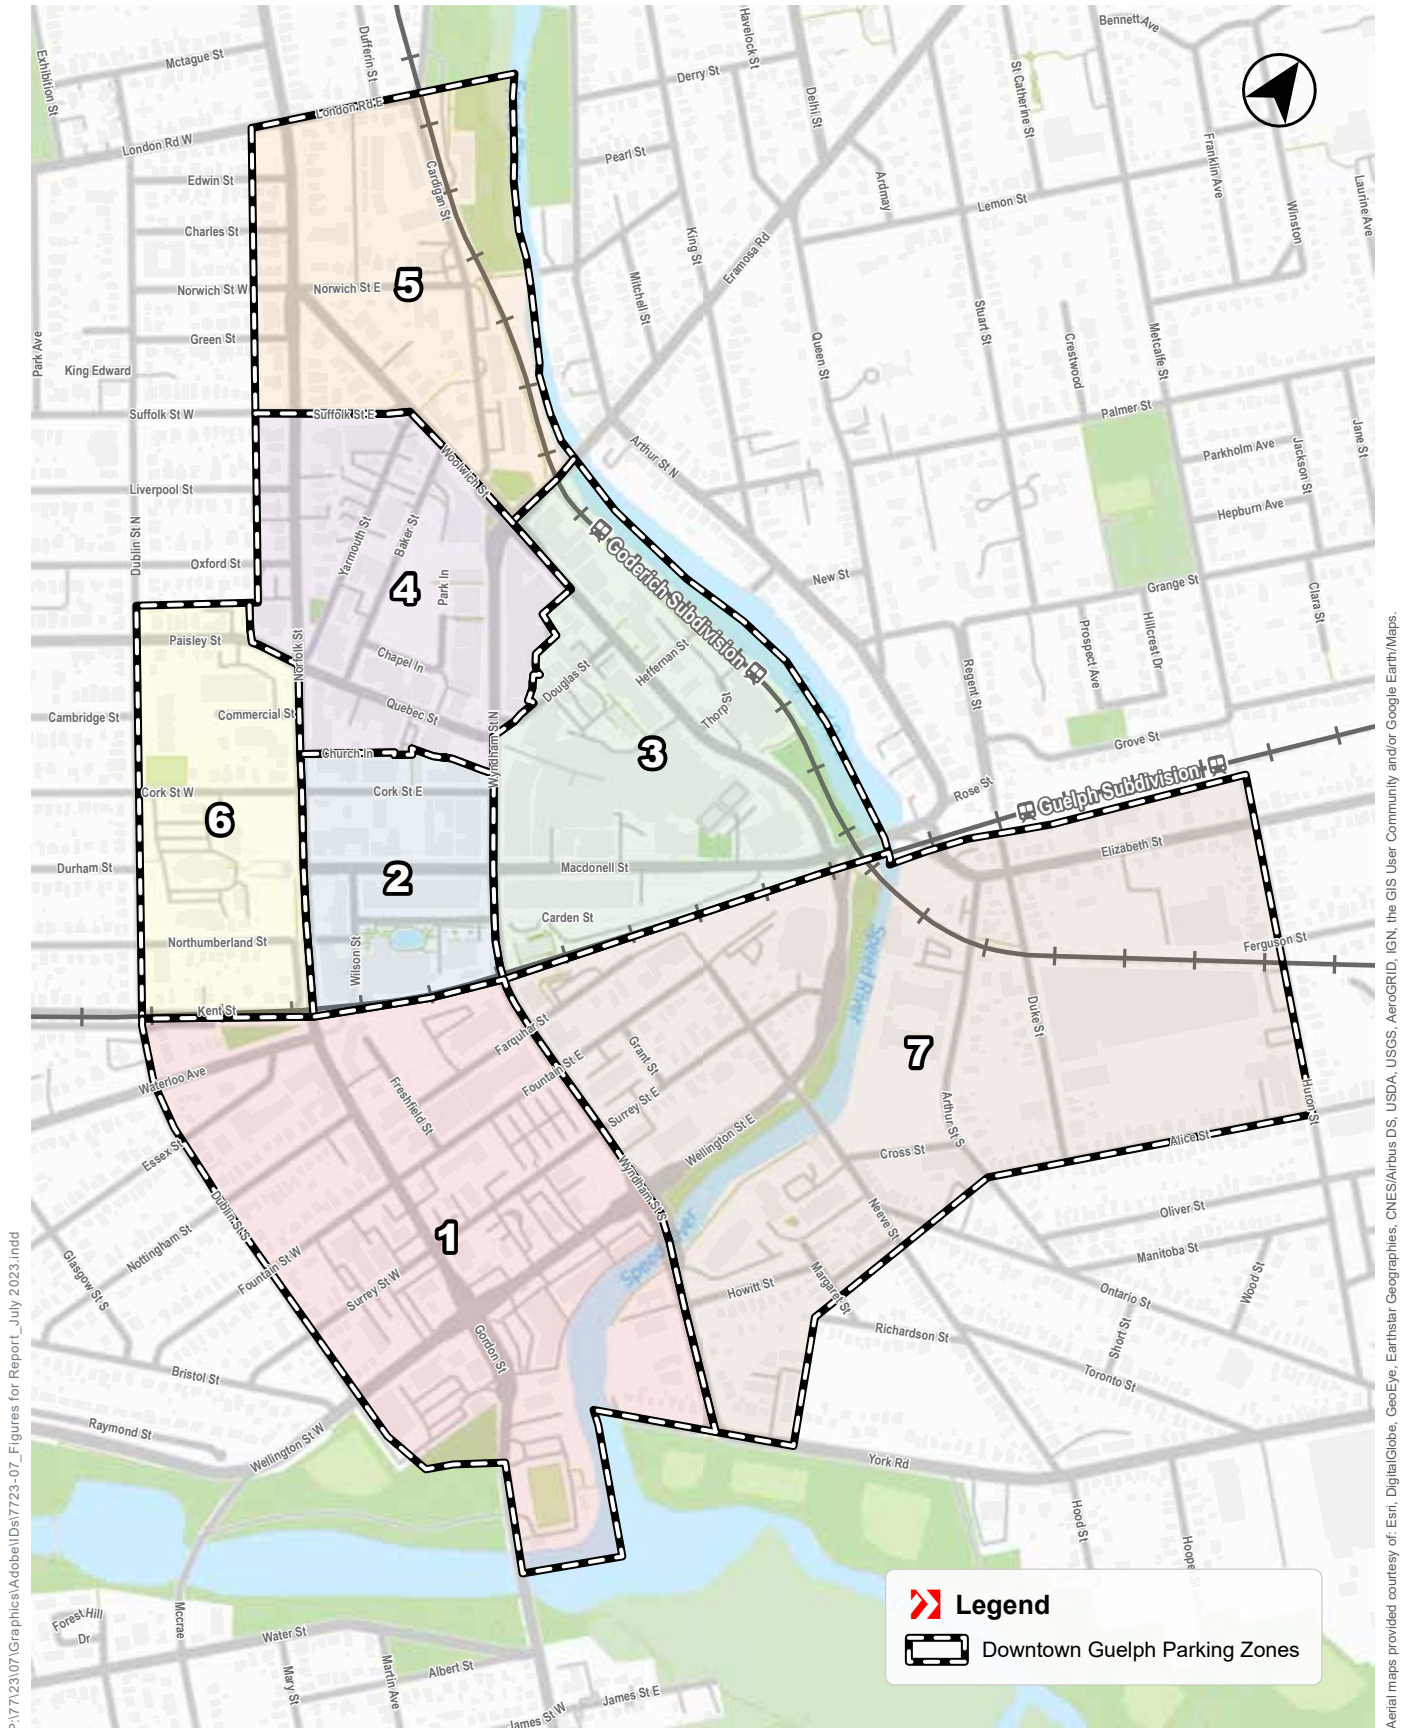 Exhibition St
Mctague St
Dufferin St
Havelock St
Bennett Ave
Derry St
Delhi St
St Catherine St
London Rd E
London Rd W
Edwin St
Cardigan St
Pearl St
Ardmay
Franklin Ave
Laurine Ave
Lemon St
Winston
Charles St
King St
Eramosa Rd
Norwich St W
Norwich St E
5
Mitchell St
Stuart St
Green St
Queen St
Crestwood
Metcalfe St
Park Ave
King Edward
Suffolk St W
Suffolk St E
Palmer St
Arthur St N
Woolwich St
Parkholm Ave
Jackson St
Jane St
Liverpool St
Hepburn Ave
Dublin St N
Yarmouth St
Baker St
Goderich Subdivision
Oxford St
4
Park ln
New St
Grange St
Clara St
Paisley St
Norfolk St
Chapel ln
Douglas St
Heffernan St
Prospect Ave
Hillcrest Dr
Regent St
Cambridge St
Commercial St
Quebec St
Wyndham St N
Thorp St
3
Grove St
Church ln
Cork St W
Cork St E
Rose St
Guelph Subdivision
6
Durham St
2
Macdonell St
Elizabeth St
Carden St
Northumberland St
Wilson St
Speed River
Ferguson St
Kent St
Farquhar St
Duke St
Grant St
7
Fountain St E
Waterloo Ave
Freshfield St
Surrey St E
Huron St
Essex St
Wellington St E
Arthur St S
Cross St
Alice St
Dublin St S
Wyndham St S
Nottingham St
1
Neeve St
Oliver St
Speed River
Manitoba St
Glasgow St S
Fountain St W
Surrey St W
Howitt St
Margaret St
Ontario St
Wood St
Gordon St
Richardson St
Short St
Bristol St
Toronto St
Raymond St
Wellington St W
York Rd
Hood St
Forest Hill
Dr
Mccrae
Water St
Mary St
Martin Ave
Albert St
James St W
James St E
Legend
Downtown Guelph Parking Zones
P:\77\23\07\Graphics\Adobe\IDs\7723-07_Figures for Report_July 2023.indd
Aerial maps provided courtesy of: Esri, DigitalGlobe, GeoEye, Earthstar Geographies, CNES/Airbus DS, USDA, USGS, AeroGRID, IGN, the GIS User Community and/or Google Earth/Maps.